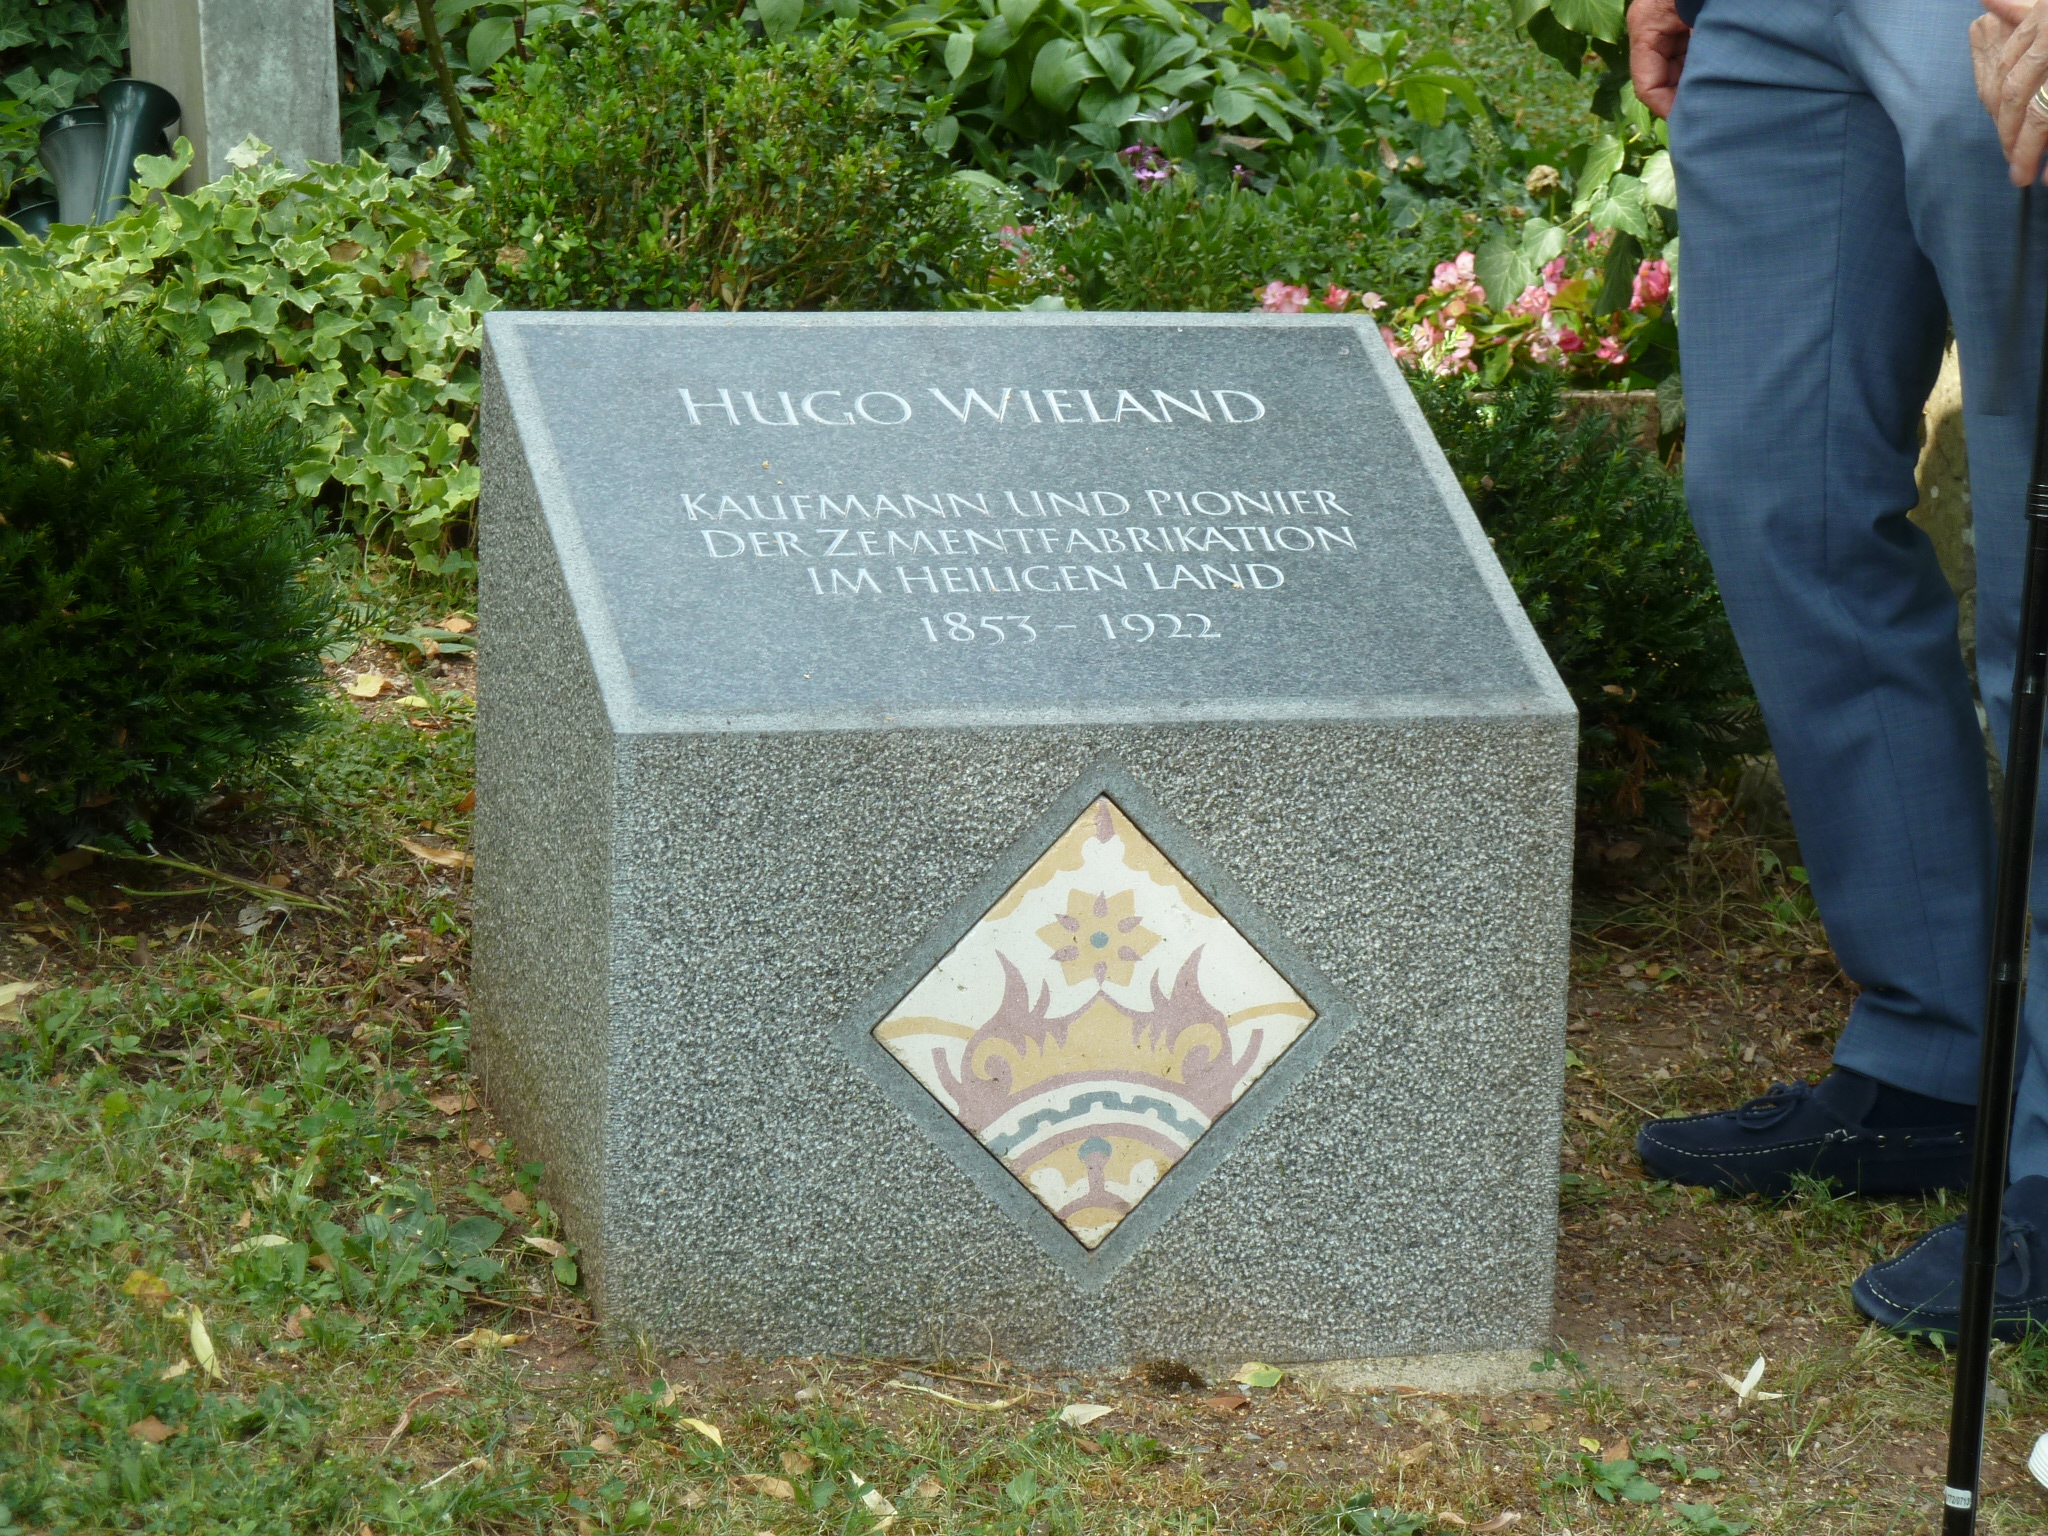 HUGO WIELAND
KAUFMANN UND PIONIER
DER ZEMENTFABRIKATION
IM HEILIGEN LAND
1853 - 1922